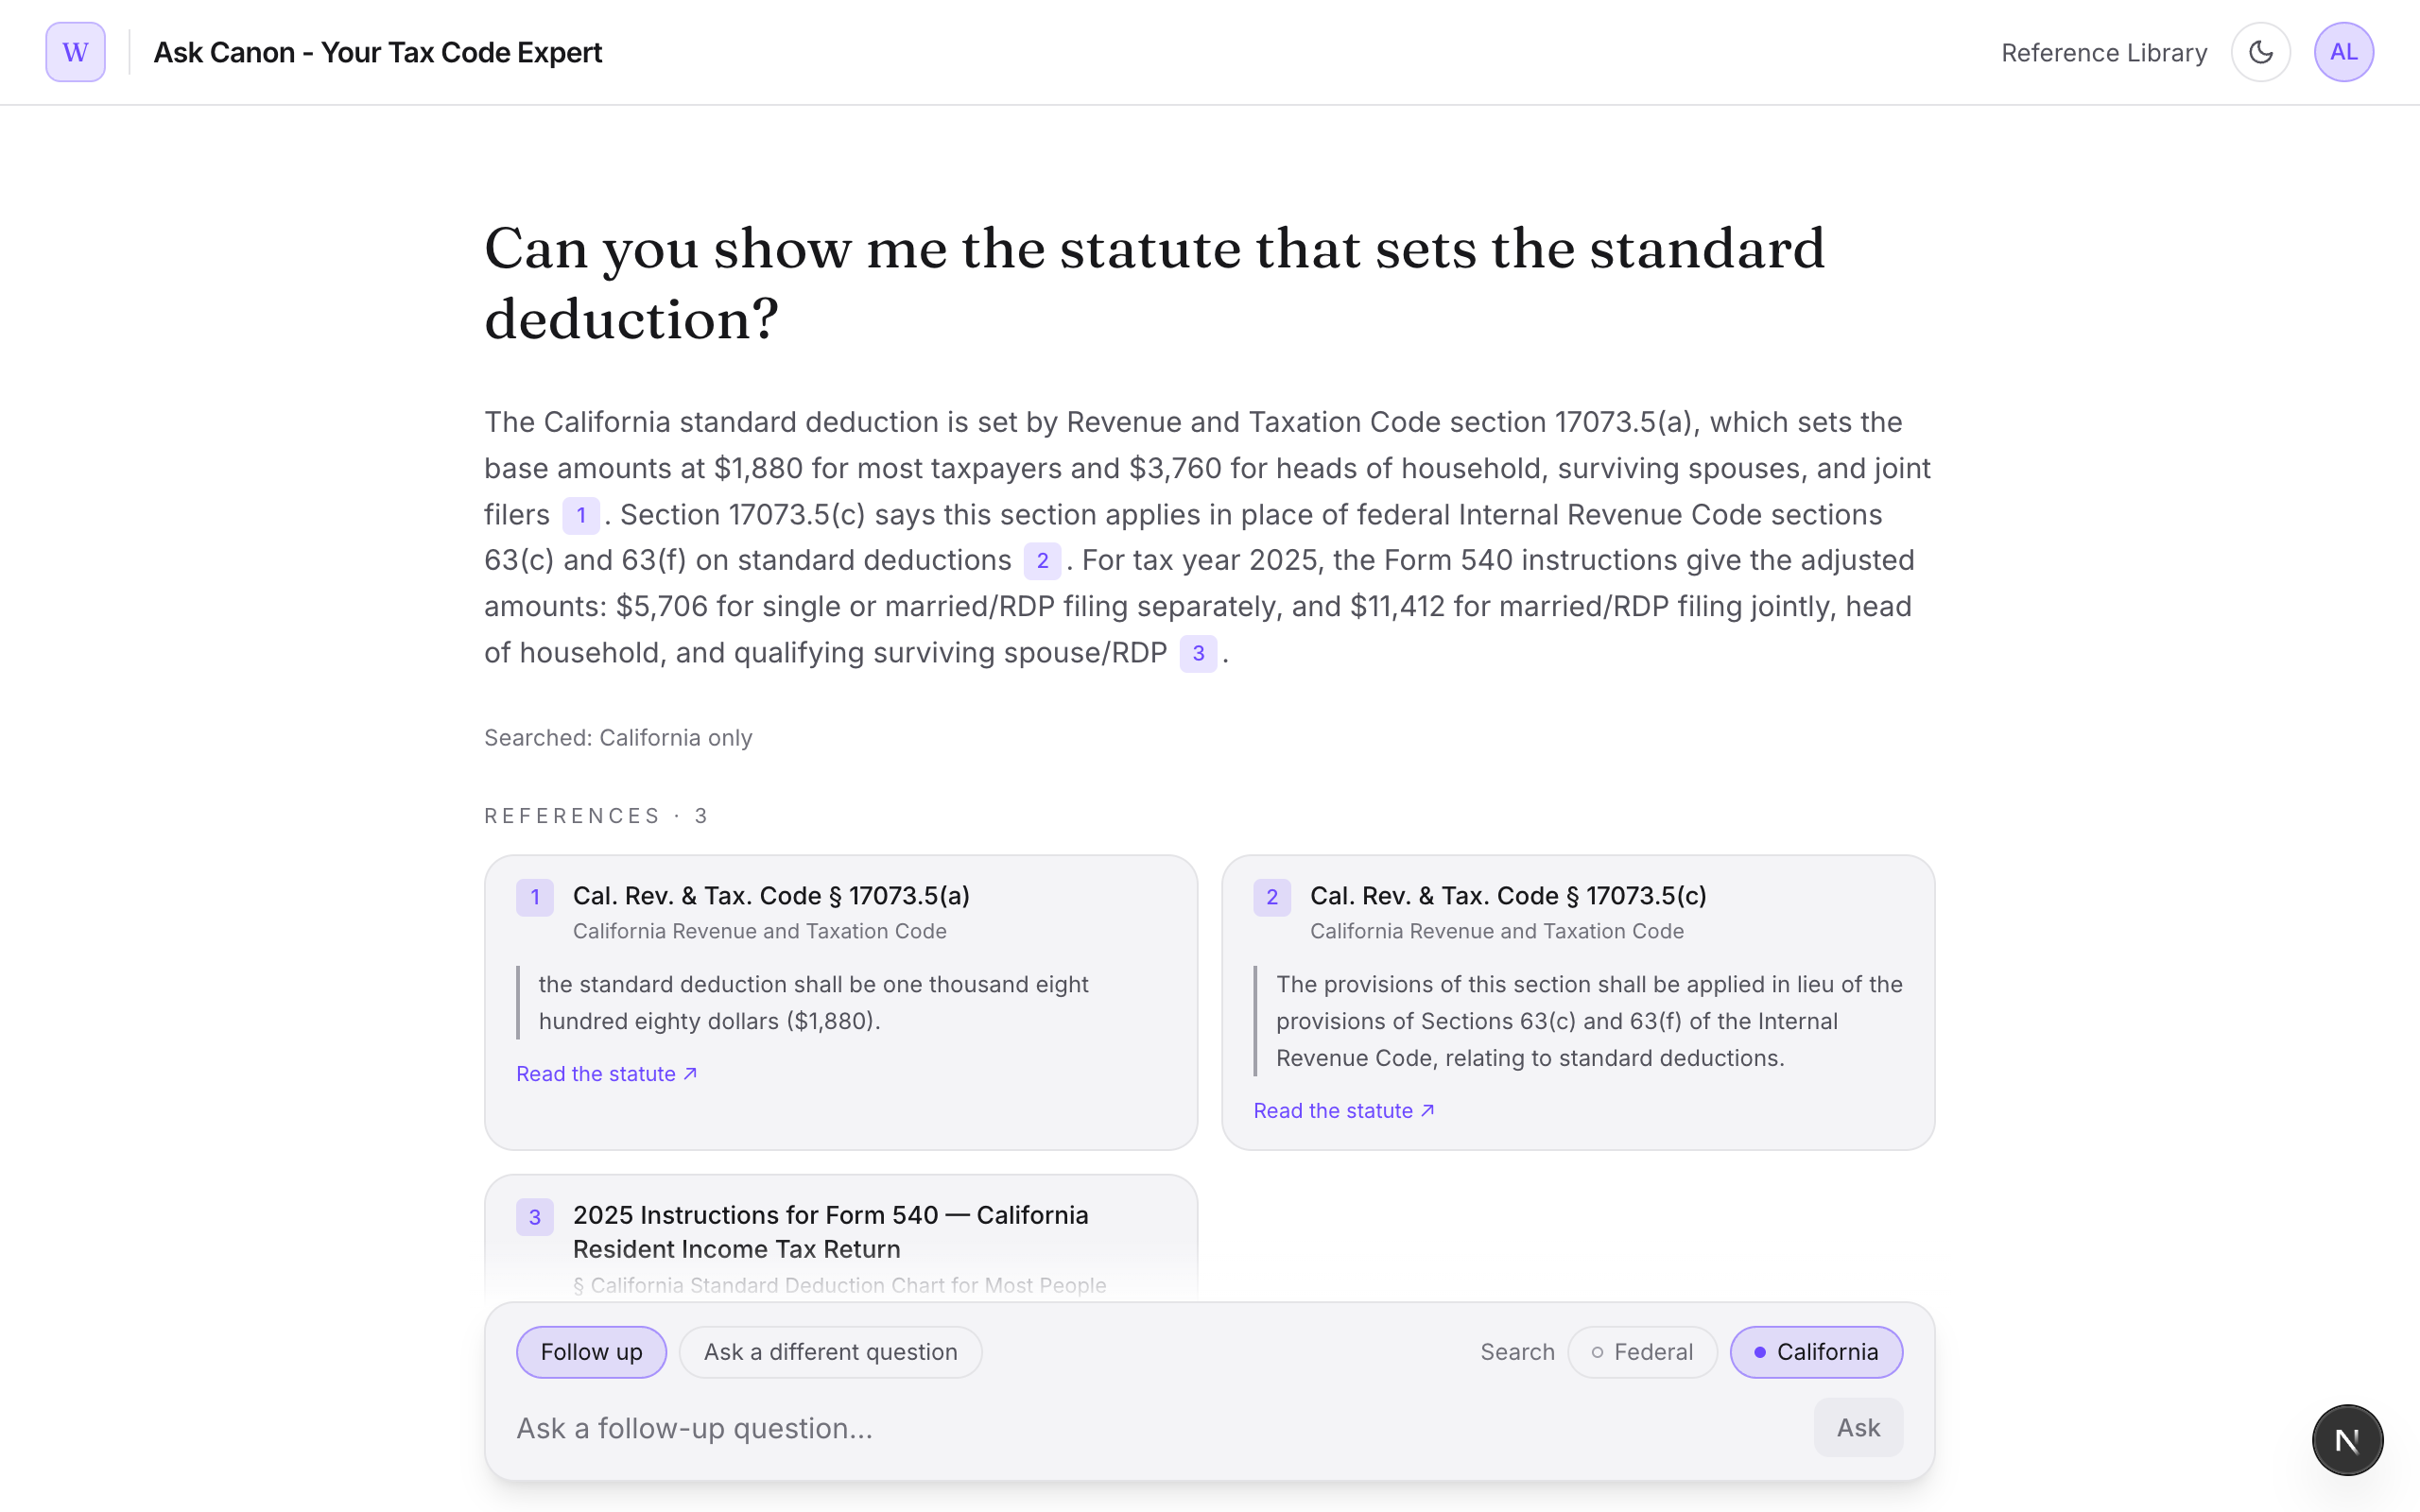 W
Ask Canon - Your Tax Code Expert
Reference Library
AL
Can you show me the statute that sets the standard
deduction?
The California standard deduction is set by Revenue and Taxation Code section 17073.5(a), which sets the
base amounts at $1,880 for most taxpayers and $3,760 for heads of household, surviving spouses, and joint
filers 1. Section 17073.5(c) says this section applies in place of federal Internal Revenue Code sections
63(c) and 63(f) on standard deductions 2. For tax year 2025, the Form 540 instructions give the adjusted
amounts: $5,706 for single or married/RDP filing separately, and $11,412 for married/RDP filing jointly, head
of household, and qualifying surviving spouse/RDP 3.
Searched: California only
REFERENCES · 3
1 Cal. Rev. & Tax. Code § 17073.5(a)
California Revenue and Taxation Code
the standard deduction shall be one thousand eight
hundred eighty dollars ($1,880).
Read the statute ↗
2 Cal. Rev. & Tax. Code § 17073.5(c)
California Revenue and Taxation Code
The provisions of this section shall be applied in lieu of the
provisions of Sections 63(c) and 63(f) of the Internal
Revenue Code, relating to standard deductions.
Read the statute ↗
3 2025 Instructions for Form 540 — California
Resident Income Tax Return
§ California Standard Deduction Chart for Most People
Follow up
Ask a different question
Search
Federal
California
Ask a follow-up question...
Ask
N